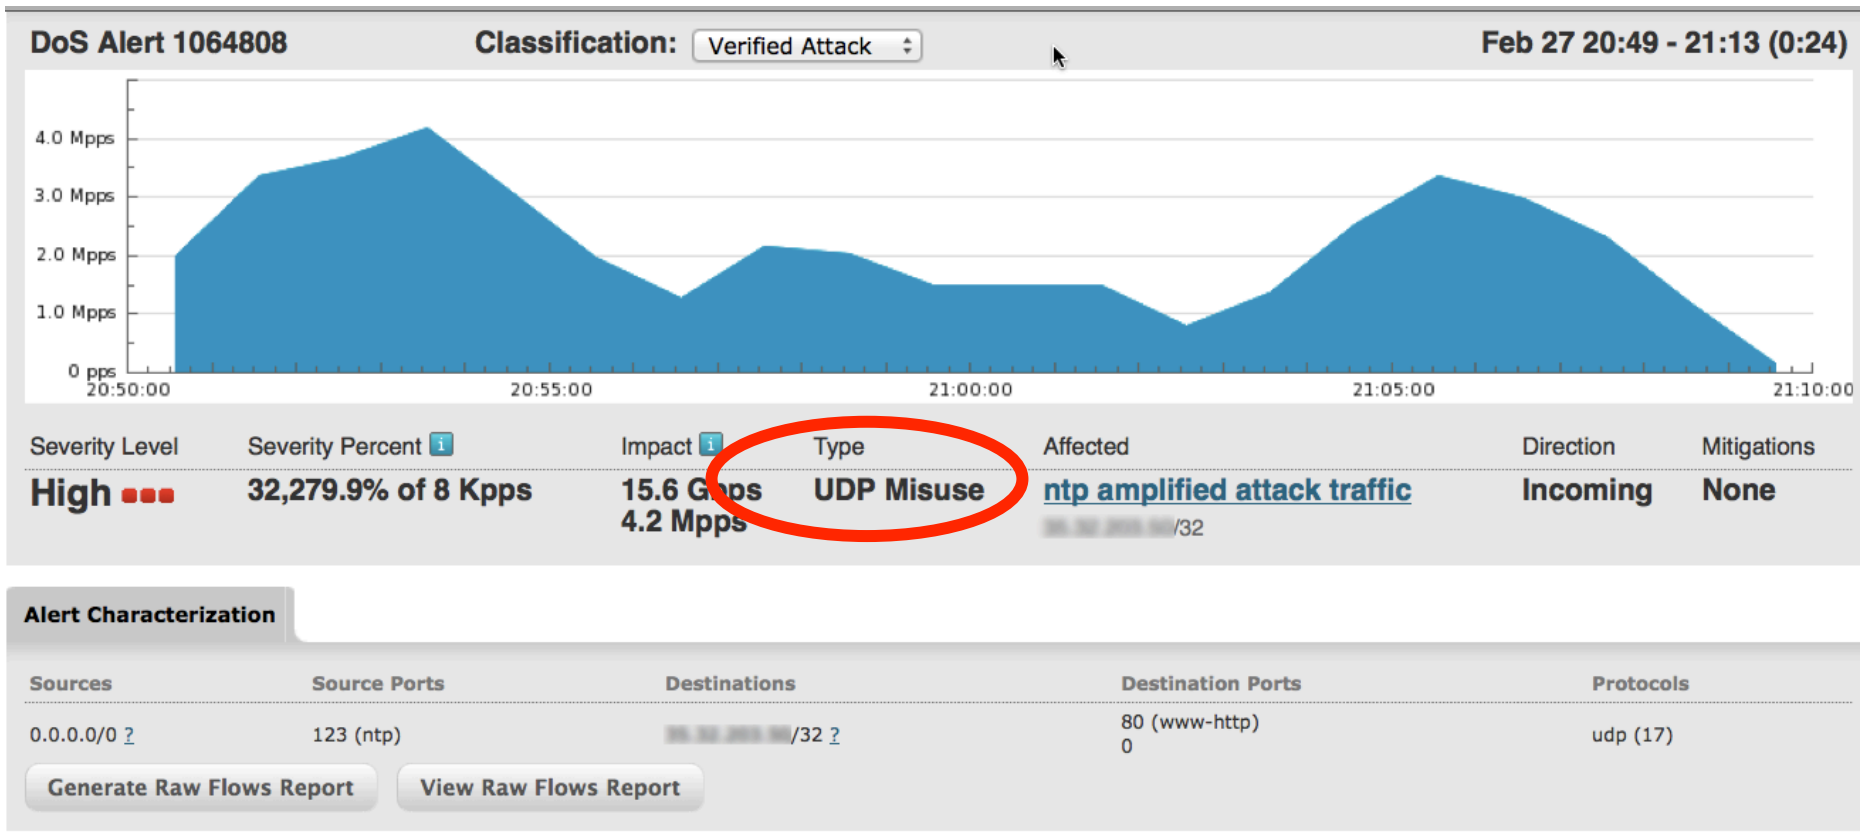 DoS Alert 1064808 Classification: Verified Attack Feb 27 20:49 - 21:13 (0:24)
4.0 Mpps
3.0 Mpps
2.0 Mpps
1.0 Mpps
0 pps
20:50:00 20:55:00 21:00:00 21:05:00 21:10:00
Severity Level Severity Percent i Impact i Type Affected Direction Mitigations
High 32,279.9% of 8 Kpps 15.6 Gbps UDP Misuse ntp amplified attack traffic Incoming None
4.2 Mpps /32
Alert Characterization
Sources Source Ports Destinations Destination Ports Protocols
0.0.0.0/0 ? 123 (ntp) /32 ? 80 (www-http) udp (17)
0
Generate Raw Flows Report View Raw Flows Report